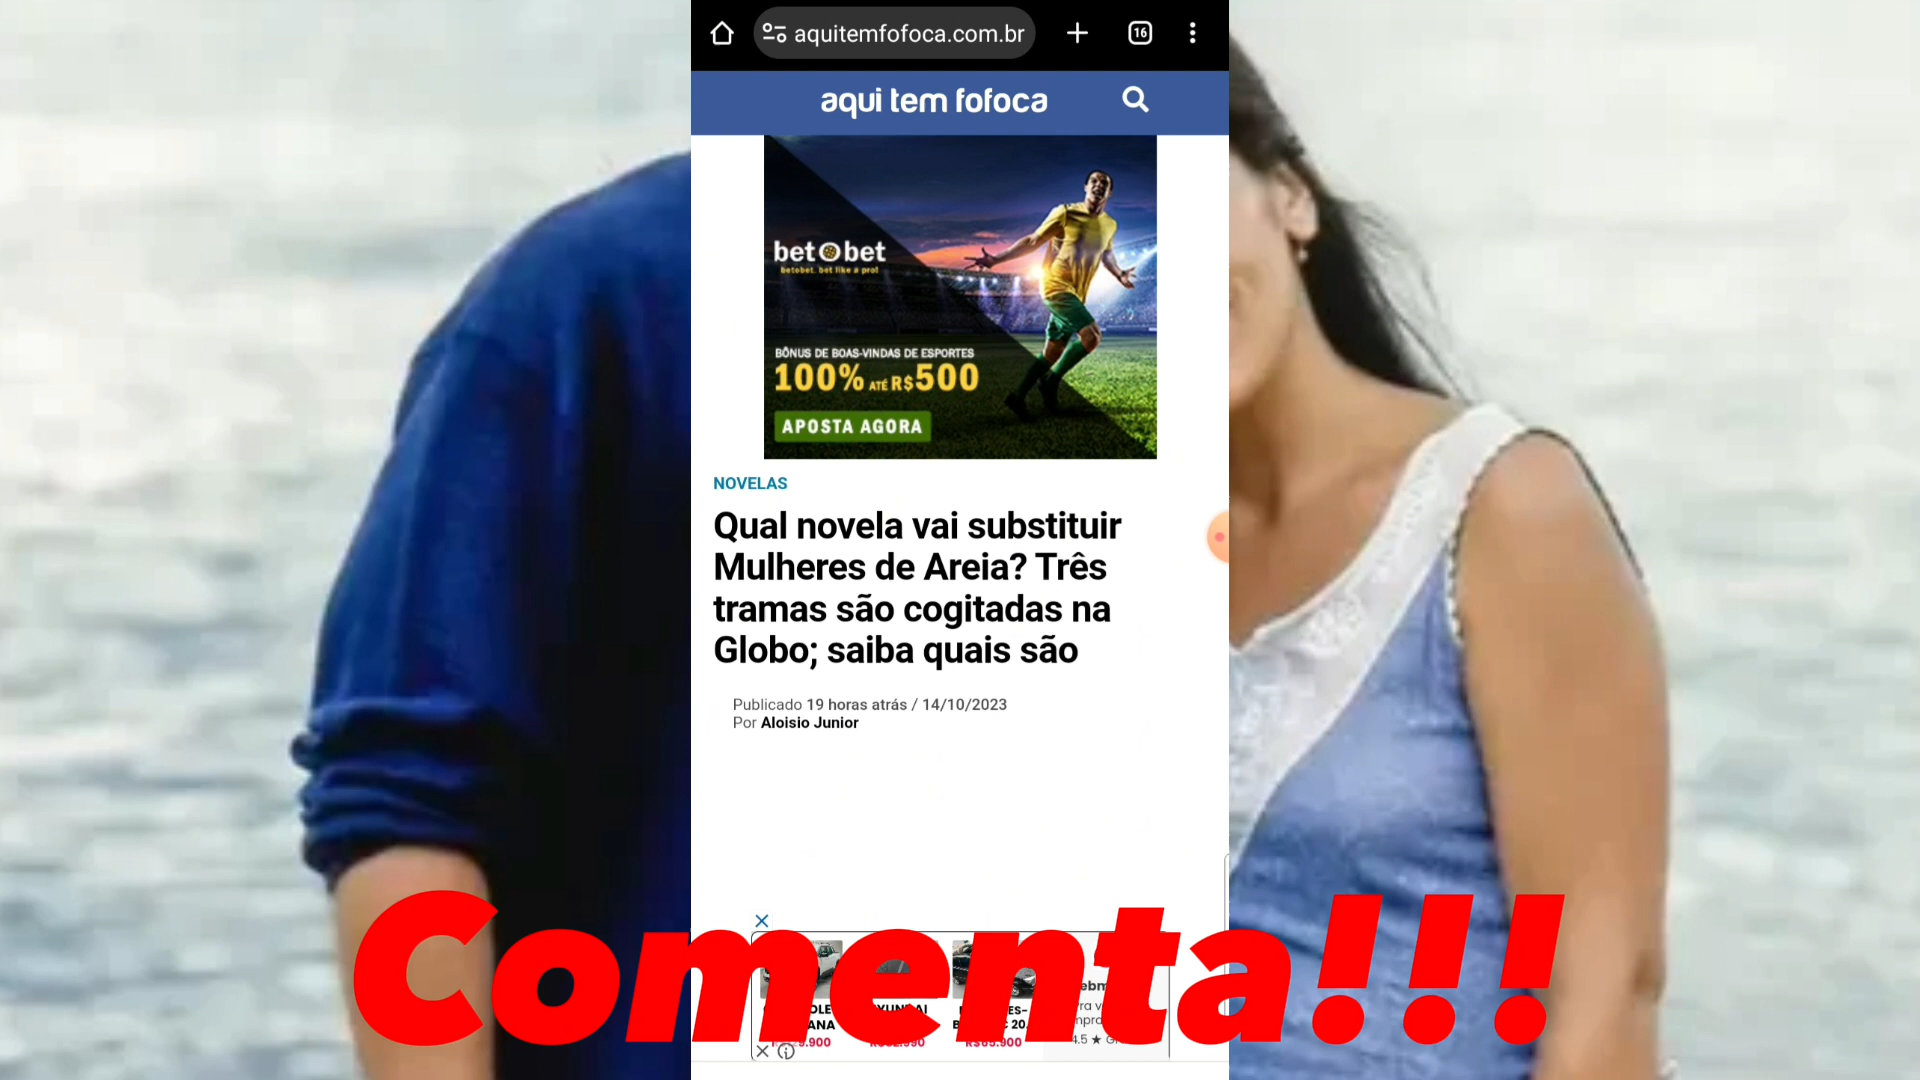 aquitemfofoca.com.br
16
aqui tem fofoca
betobet
betobet. bet like a pro!
BÔNUS DE BOAS-VINDAS DE ESPORTES
100% ATÉ R$500
APOSTA AGORA
NOVELAS
Qual novela vai substituir
Mulheres de Areia? Três
tramas são cogitadas na
Globo; saiba quais são
Publicado 19 horas atrás / 14/10/2023
Por Aloisio Junior
Comenta!!!